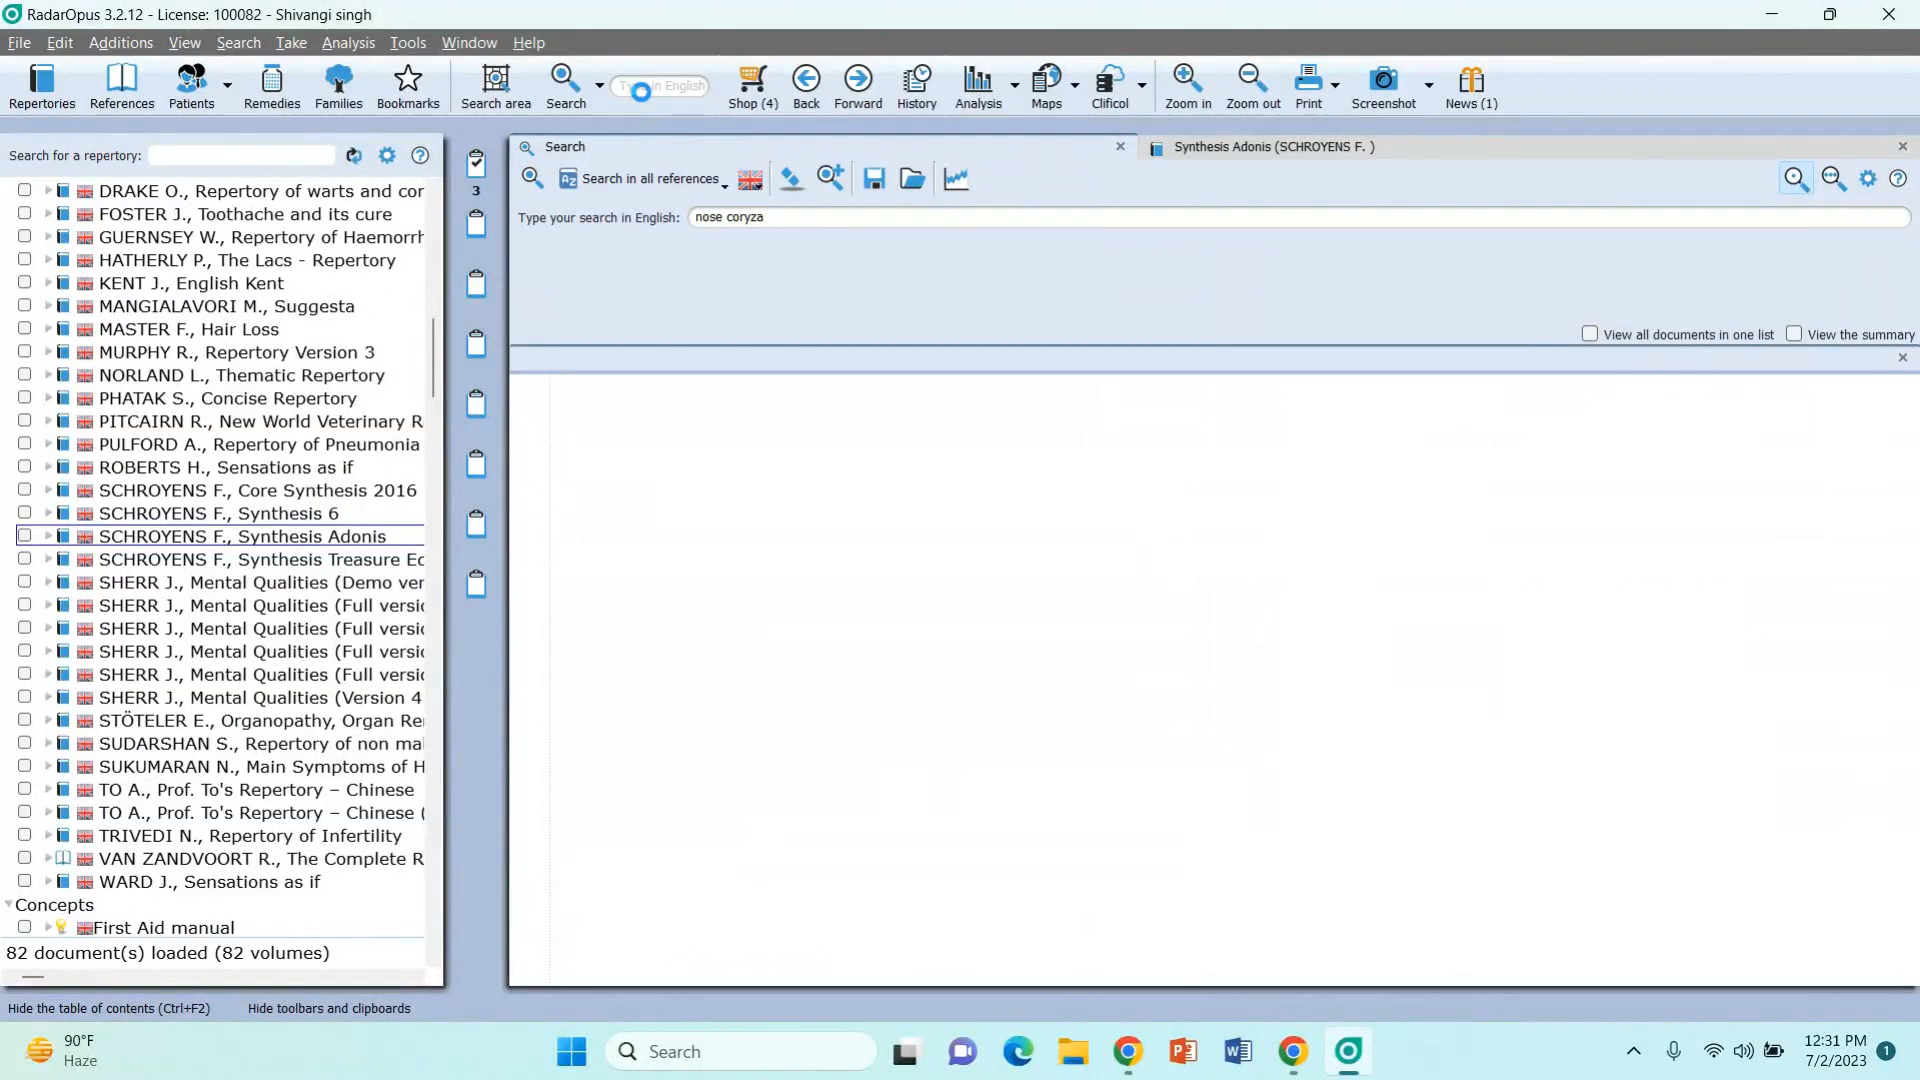 RadarOpus 3.2.12 - License: 100082 - Shivangi singh
File Edit Additions View Search Take Analysis Tools Window Help
Repertories References Patients Remedies Families Bookmarks Search area Search Shop (4) Back Forward History Analysis Maps Clificol Zoom in Zoom out Print Screenshot News (1)
Search for a repertory:
DRAKE O., Repertory of warts and cor
FOSTER J., Toothache and its cure
GUERNSEY W., Repertory of Haemorrh
HATHERLY P., The Lacs - Repertory
KENT J., English Kent
MANGIALAVORI M., Suggesta
MASTER F., Hair Loss
MURPHY R., Repertory Version 3
NORLAND L., Thematic Repertory
PHATAK S., Concise Repertory
PITCAIRN R., New World Veterinary R
PULFORD A., Repertory of Pneumonia
ROBERTS H., Sensations as if
SCHROYENS F., Core Synthesis 2016
SCHROYENS F., Synthesis 6
SCHROYENS F., Synthesis Adonis
SCHROYENS F., Synthesis Treasure Ed
SHERR J., Mental Qualities (Demo ver
SHERR J., Mental Qualities (Full versio
SHERR J., Mental Qualities (Full versio
SHERR J., Mental Qualities (Full versio
SHERR J., Mental Qualities (Full versio
SHERR J., Mental Qualities (Version 4
STÖTELER E., Organopathy, Organ Re
SUDARSHAN S., Repertory of non ma
SUKUMARAN N., Main Symptoms of H
TO A., Prof. To's Repertory – Chinese
TO A., Prof. To's Repertory – Chinese (
TRIVEDI N., Repertory of Infertility
VAN ZANDVOORT R., The Complete R
WARD J., Sensations as if
Concepts
First Aid manual
82 document(s) loaded (82 volumes)
3
Search
Synthesis Adonis (SCHROYENS F. )
Search in all references
Type your search in English: nose coryza
View all documents in one list View the summary
Hide the table of contents (Ctrl+F2) Hide toolbars and clipboards
90°F
Haze
Search
12:31 PM
7/2/2023
1